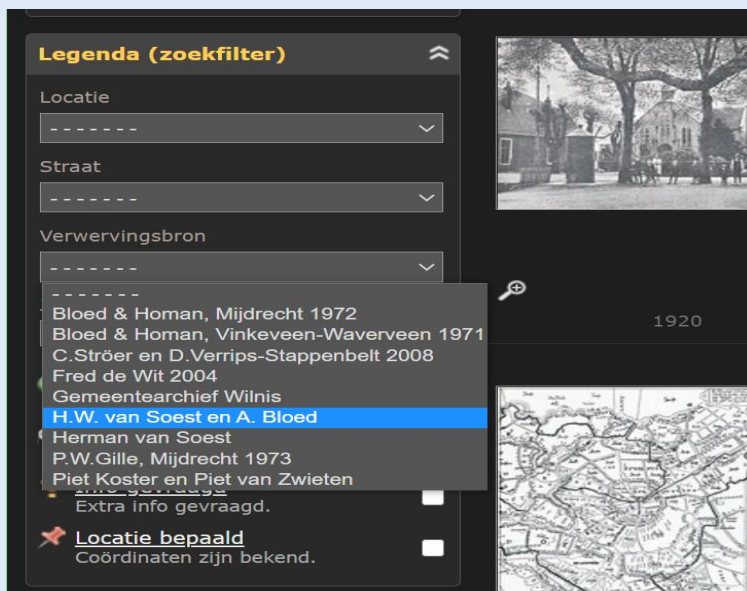 Legenda (zoekfilter)
Locatie
- - - - - - -
Straat
- - - - - - -
Verwervingsbron
- - - - - - -
- - - - - - -
Bloed & Homan, Mijdrecht 1972
Bloed & Homan, Vinkeveen-Waverveen 1971
C.Ströer en D.Verrips-Stappenbelt 2008
Fred de Wit 2004
Gemeentearchief Wilnis
H.W. van Soest en A. Bloed
Herman van Soest
P.W.Gille, Mijdrecht 1973
Piet Koster en Piet van Zwieten
Info gevraagd
Extra info gevraagd.
Locatie bepaald
Coördinaten zijn bekend.
1920